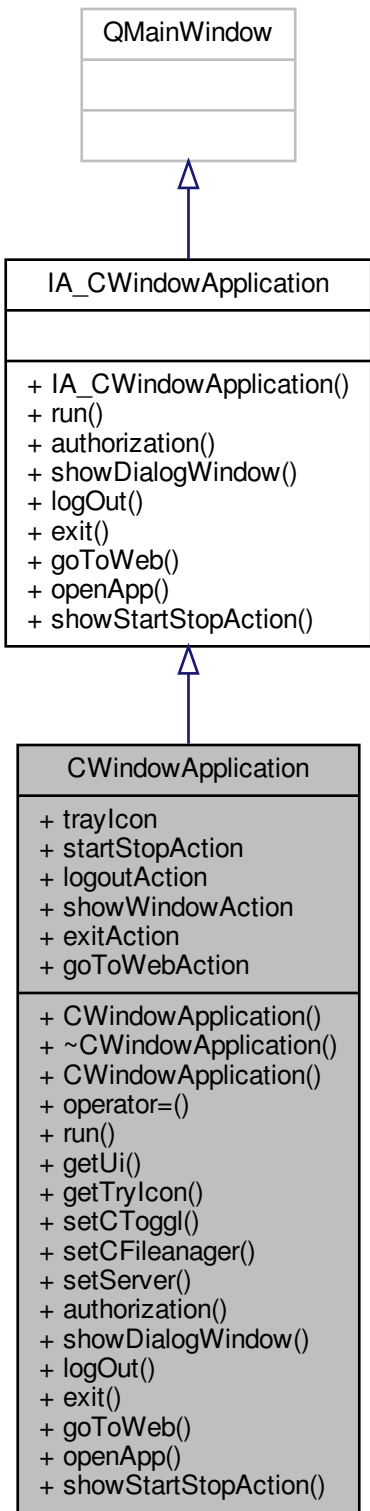 QMainWindow
IA_CWindowApplication
+ IA_CWindowApplication()
+ run()
+ authorization()
+ showDialogWindow()
+ logOut()
+ exit()
+ goToWeb()
+ openApp()
+ showStartStopAction()
CWindowApplication
+ trayIcon
+ startStopAction
+ logoutAction
+ showWindowAction
+ exitAction
+ goToWebAction
+ CWindowApplication()
+ ~CWindowApplication()
+ CWindowApplication()
+ operator=()
+ run()
+ getUi()
+ getTryIcon()
+ setCToggl()
+ setCFileanager()
+ setServer()
+ authorization()
+ showDialogWindow()
+ logOut()
+ exit()
+ goToWeb()
+ openApp()
+ showStartStopAction()